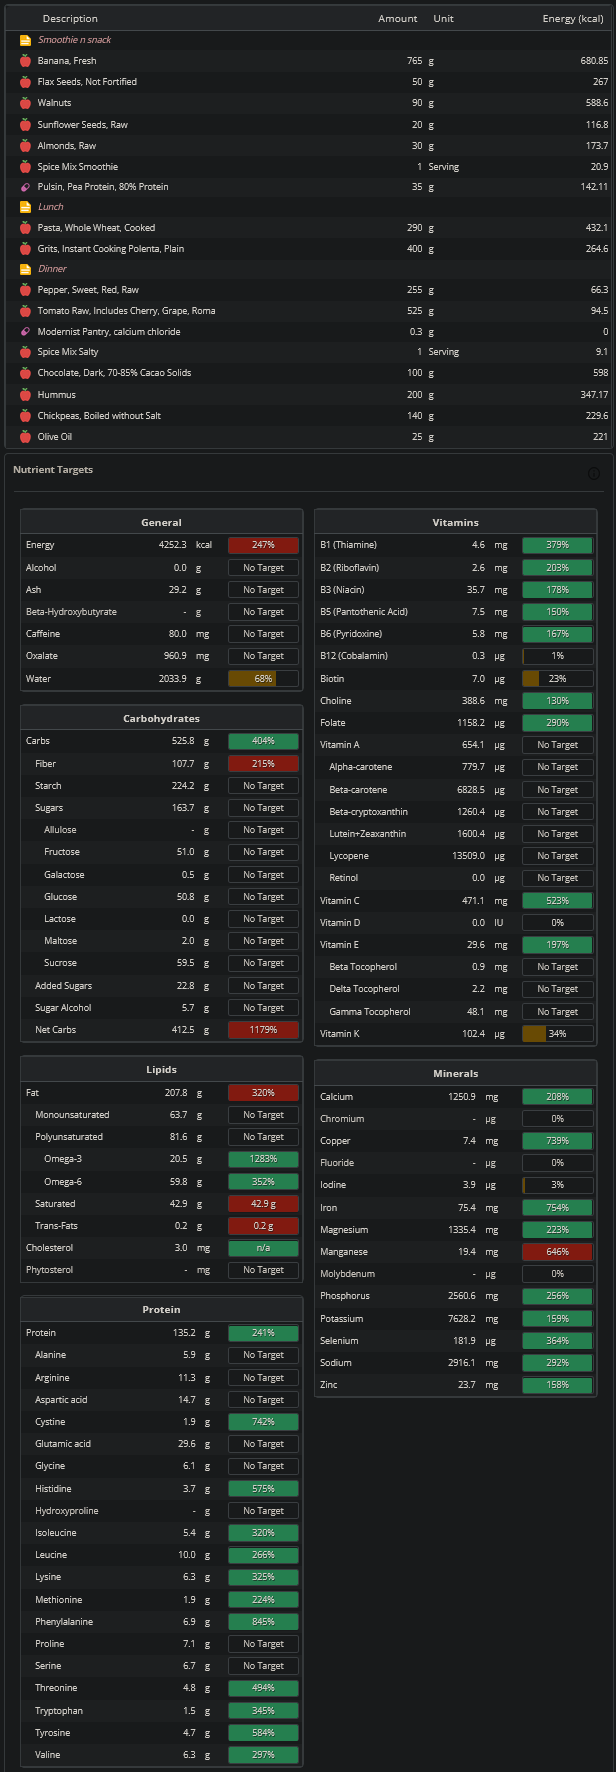 Description Amount Unit Energy (kcal)
Smoothie n snack
Banana, Fresh 765 g 680.85
Flax Seeds, Not Fortified 50 g 267
Walnuts 90 g 588.6
Sunflower Seeds, Raw 20 g 116.8
Almonds, Raw 30 g 173.7
Spice Mix Smoothie 1 Serving 20.9
Pulsin, Pea Protein, 80% Protein 35 g 142.11
Lunch
Pasta, Whole Wheat, Cooked 290 g 432.1
Grits, Instant Cooking Polenta, Plain 400 g 264.6
Dinner
Pepper, Sweet, Red, Raw 255 g 66.3
Tomato Raw, Includes Cherry, Grape, Roma 525 g 94.5
Modernist Pantry, calcium chloride 0.3 g 0
Spice Mix Salty 1 Serving 9.1
Chocolate, Dark, 70-85% Cacao Solids 100 g 598
Hummus 200 g 347.17
Chickpeas, Boiled without Salt 140 g 229.6
Olive Oil 25 g 221
Nutrient Targets
General
Energy 4252.3 kcal 247%
Alcohol 0.0 g No Target
Ash 29.2 g No Target
Beta-Hydroxybutyrate - g No Target
Caffeine 80.0 mg No Target
Oxalate 960.9 mg No Target
Water 2033.9 g 68%
Carbohydrates
Carbs 525.8 g 404%
Fiber 107.7 g 215%
Starch 224.2 g No Target
Sugars 163.7 g No Target
Allulose - g No Target
Fructose 51.0 g No Target
Galactose 0.5 g No Target
Glucose 50.8 g No Target
Lactose 0.0 g No Target
Maltose 2.0 g No Target
Sucrose 59.5 g No Target
Added Sugars 22.8 g No Target
Sugar Alcohol 5.7 g No Target
Net Carbs 412.5 g 1179%
Lipids
Fat 207.8 g 320%
Monounsaturated 63.7 g No Target
Polyunsaturated 81.6 g No Target
Omega-3 20.5 g 1283%
Omega-6 59.8 g 352%
Saturated 42.9 g 42.9 g
Trans-Fats 0.2 g 0.2 g
Cholesterol 3.0 mg n/a
Phytosterol - mg No Target
Protein
Protein 135.2 g 241%
Alanine 5.9 g No Target
Arginine 11.3 g No Target
Aspartic acid 14.7 g No Target
Cystine 1.9 g 742%
Glutamic acid 29.6 g No Target
Glycine 6.1 g No Target
Histidine 3.7 g 575%
Hydroxyproline - g No Target
Isoleucine 5.4 g 320%
Leucine 10.0 g 266%
Lysine 6.3 g 325%
Methionine 1.9 g 224%
Phenylalanine 6.9 g 845%
Proline 7.1 g No Target
Serine 6.7 g No Target
Threonine 4.8 g 494%
Tryptophan 1.5 g 345%
Tyrosine 4.7 g 584%
Valine 6.3 g 297%
Vitamins
B1 (Thiamine) 4.6 mg 379%
B2 (Riboflavin) 2.6 mg 203%
B3 (Niacin) 35.7 mg 178%
B5 (Pantothenic Acid) 7.5 mg 150%
B6 (Pyridoxine) 5.8 mg 167%
B12 (Cobalamin) 0.3 µg 1%
Biotin 7.0 µg 23%
Choline 388.6 mg 130%
Folate 1158.2 µg 290%
Vitamin A 654.1 µg No Target
Alpha-carotene 779.7 µg No Target
Beta-carotene 6828.5 µg No Target
Beta-cryptoxanthin 1260.4 µg No Target
Lutein+Zeaxanthin 1600.4 µg No Target
Lycopene 13509.0 µg No Target
Retinol 0.0 µg No Target
Vitamin C 471.1 mg 523%
Vitamin D 0.0 IU 0%
Vitamin E 29.6 mg 197%
Beta Tocopherol 0.9 mg No Target
Delta Tocopherol 2.2 mg No Target
Gamma Tocopherol 48.1 mg No Target
Vitamin K 102.4 µg 34%
Minerals
Calcium 1250.9 mg 208%
Chromium - µg 0%
Copper 7.4 mg 739%
Fluoride - µg 0%
Iodine 3.9 µg 3%
Iron 75.4 mg 754%
Magnesium 1335.4 mg 223%
Manganese 19.4 mg 646%
Molybdenum - µg 0%
Phosphorus 2560.6 mg 256%
Potassium 7628.2 mg 159%
Selenium 181.9 µg 364%
Sodium 2916.1 mg 292%
Zinc 23.7 mg 158%